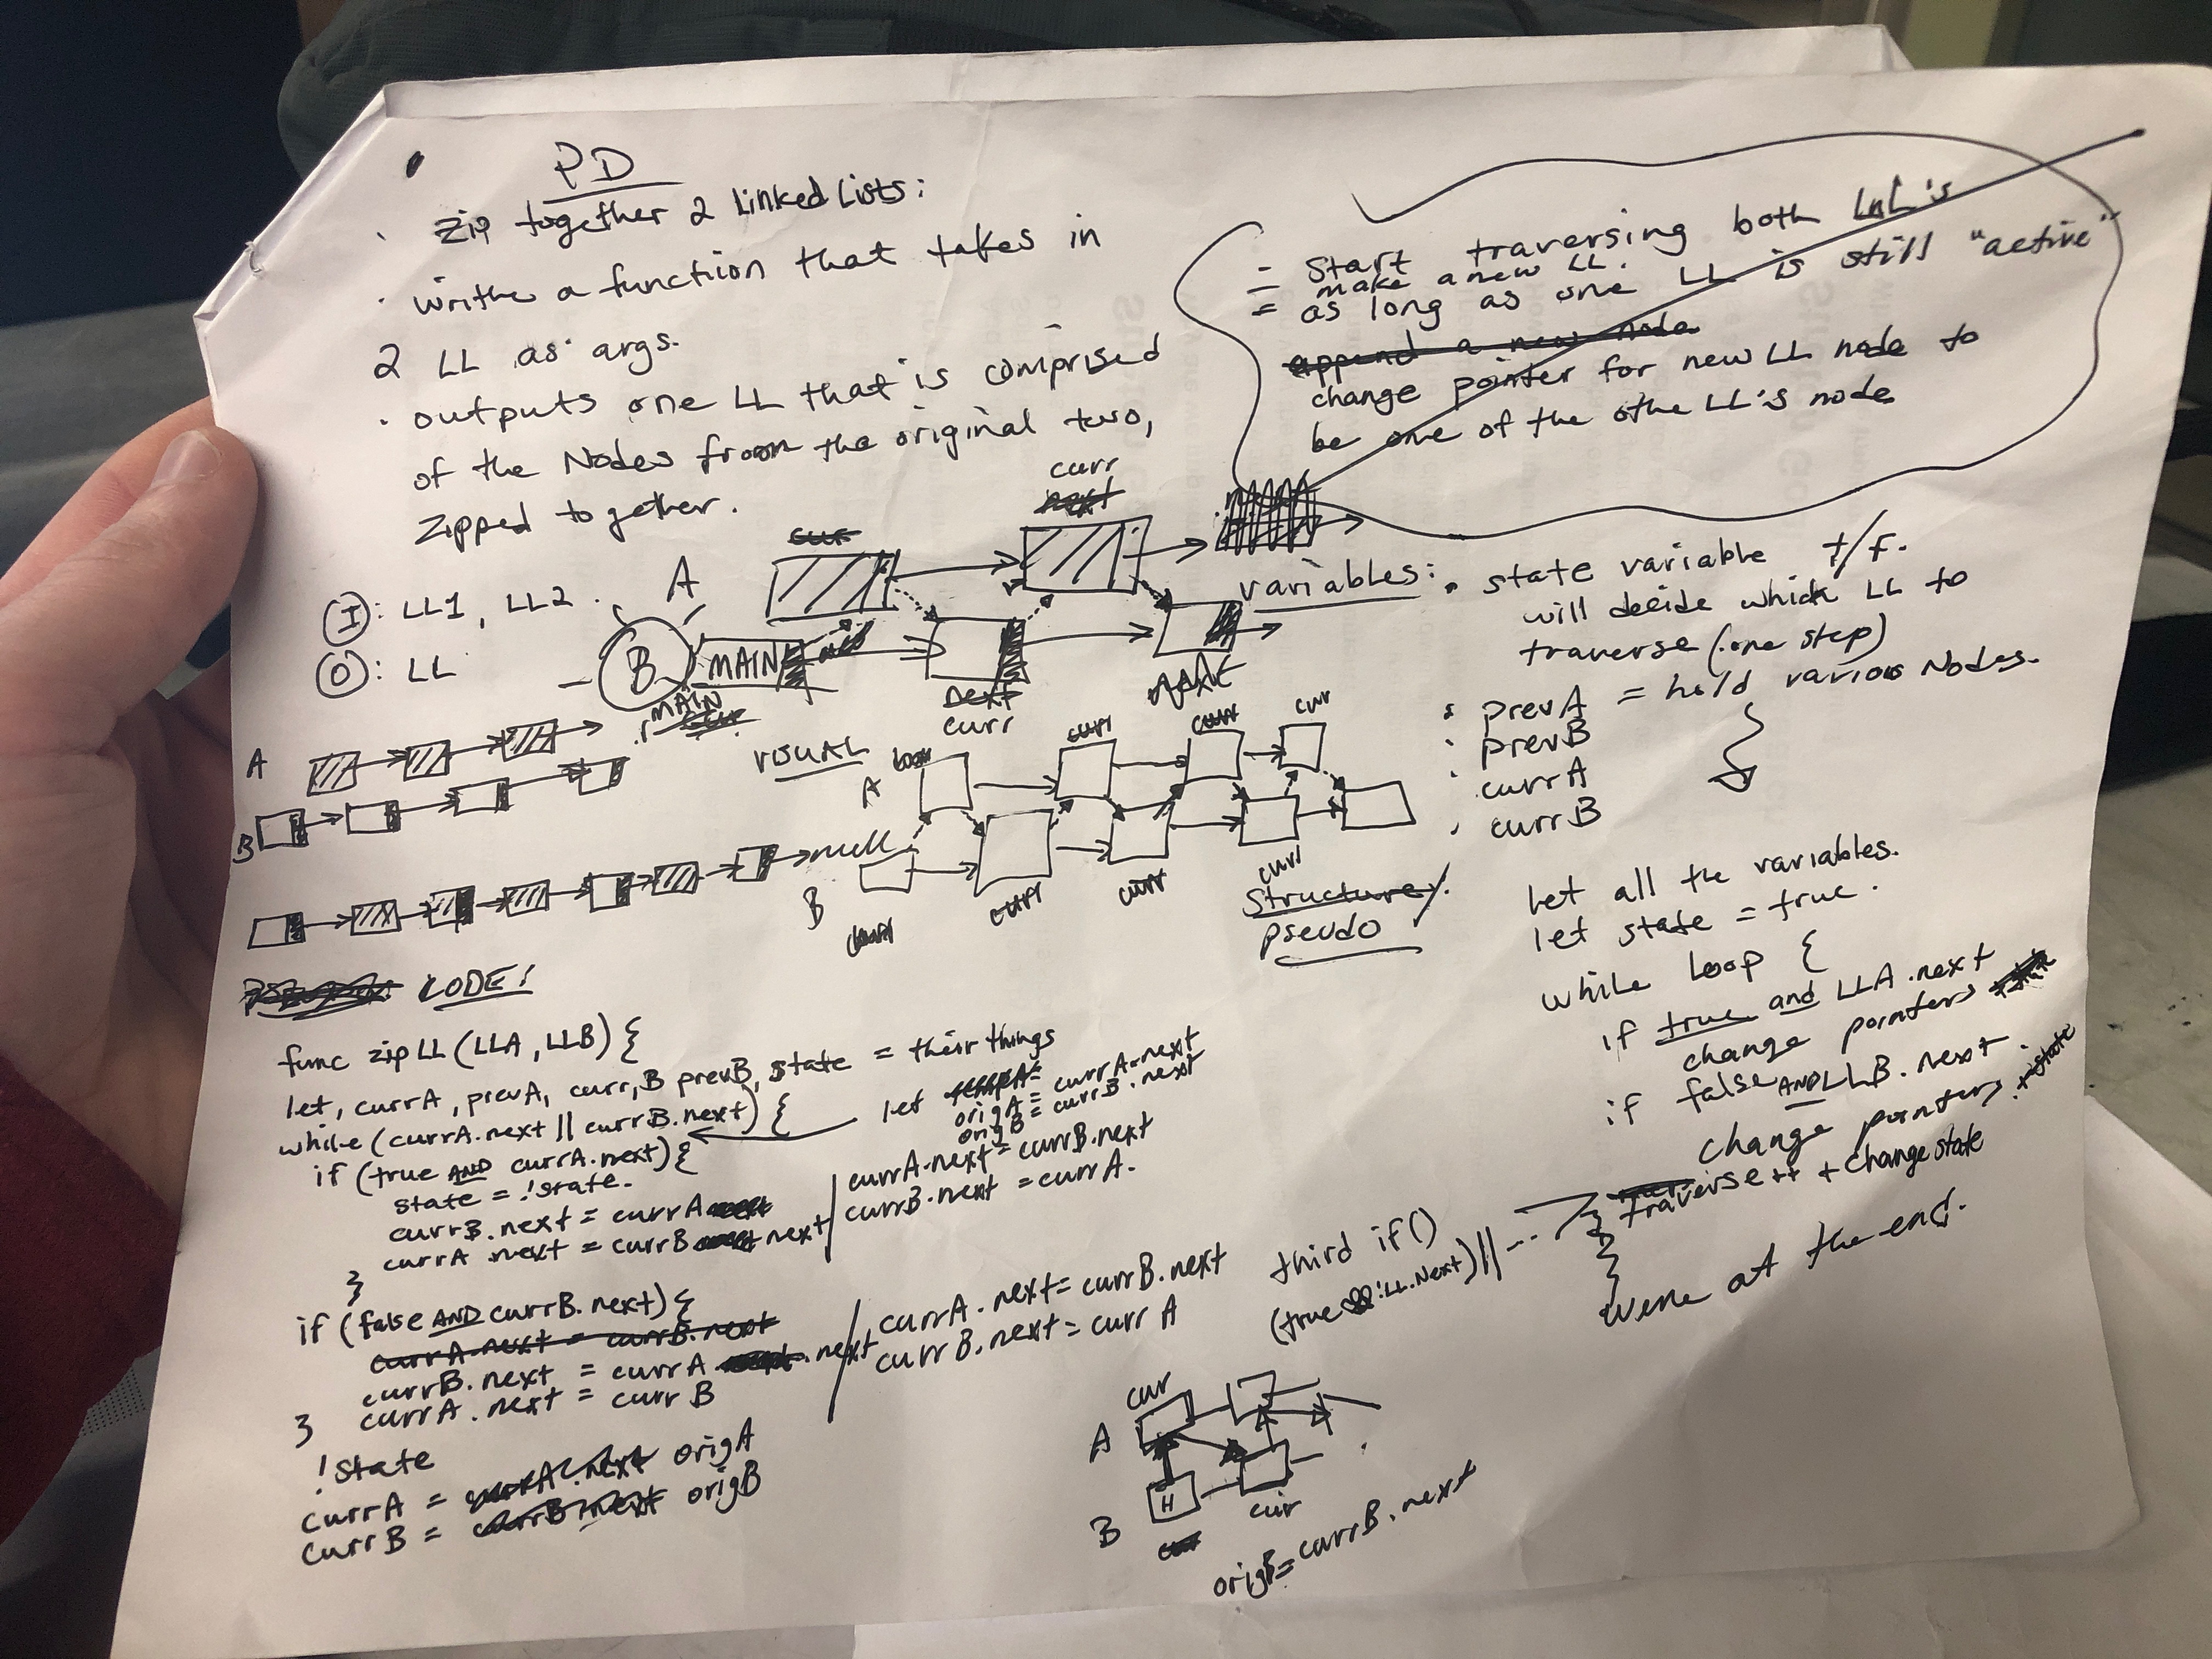 PD
Zip together 2 Linked Lists:
· writhe a functiion that takes in
2 LL as args.
· outputs one LL that is comprised
of the Nodes from the original two,
zipped together.
- Start traversing both LnL's
make a new LL.
= as long as one LL is still "active"
append a new node
change pointer for new LL node to
be one of the othe LL's node
(I): LL1, LL2.
(O): LL
A
B
MAIN
MAIN
curr
next
next
curr
variables: · state variable t/f.
will decide which LL to
traverse (one step)
: prevA = hold various Nodes.
· prevB
· currA
· currB
A
B
null
VISUAL
A
B
curr
curr
curr
curr
curr
curr
Structure/
pseudo
let all the variables.
let state = true.
while loop {
if true and LLA.next
change pointers
if false AND LLB.next.
change pointers + state
traverse ++ + change state
}
}
}
were at the end.
CODE!
func zipLL (LLA, LLB) {
let, currA, prevA, curr,B prevB, state = their things
while (currA.next || currB.next) {
let
origA = currA.next
origB = currB.next
if (true AND currA.next) {
state = !state.
currB.next = currA
currA.next = currB next
}
currA.next = currB.next
currB.next = currA.
if (false AND currB.next) {
currA.next = currB.next
currB.next = currA .next
currA.next = curr B
}
currA.next = currB.next
currB.next = curr A
third if()
(true && !LL.Next) || ...
!state
currA = currA.next origA
currB = currB.next origB
cur
A
B
H
curr
origB = currB.next